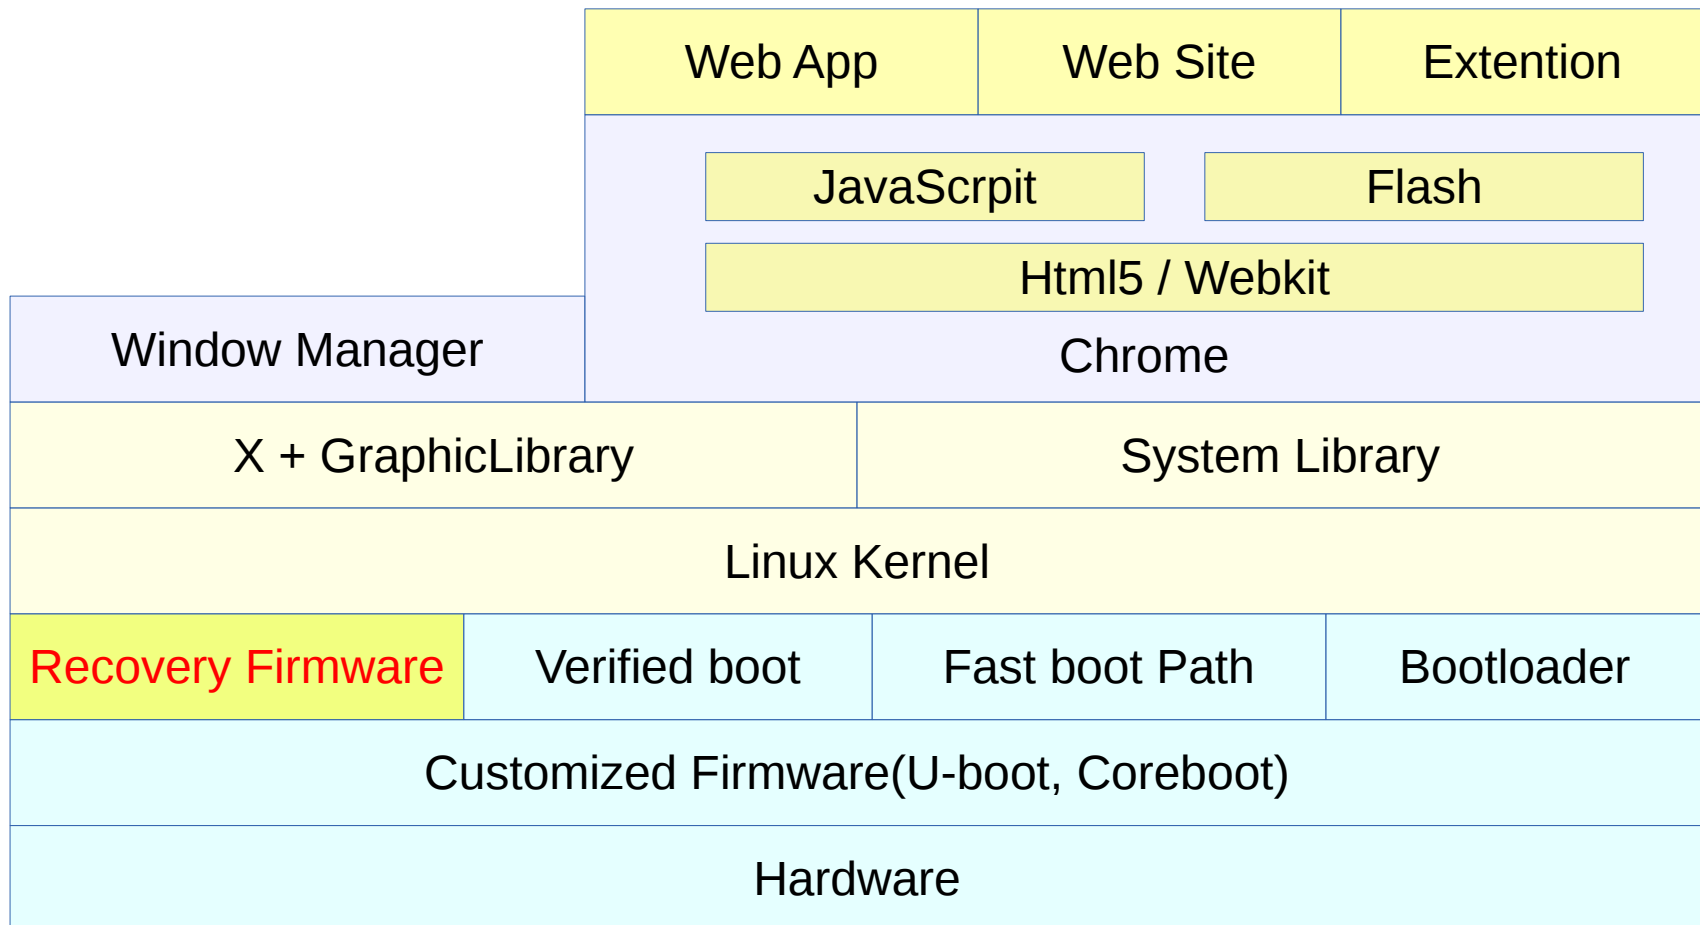 Web App
Web Site
Extention
JavaScrpit
Flash
Html5 / Webkit
Window Manager
Chrome
X + GraphicLibrary
System Library
Linux Kernel
Recovery Firmware
Verified boot
Fast boot Path
Bootloader
Customized Firmware(U-boot, Coreboot)
Hardware